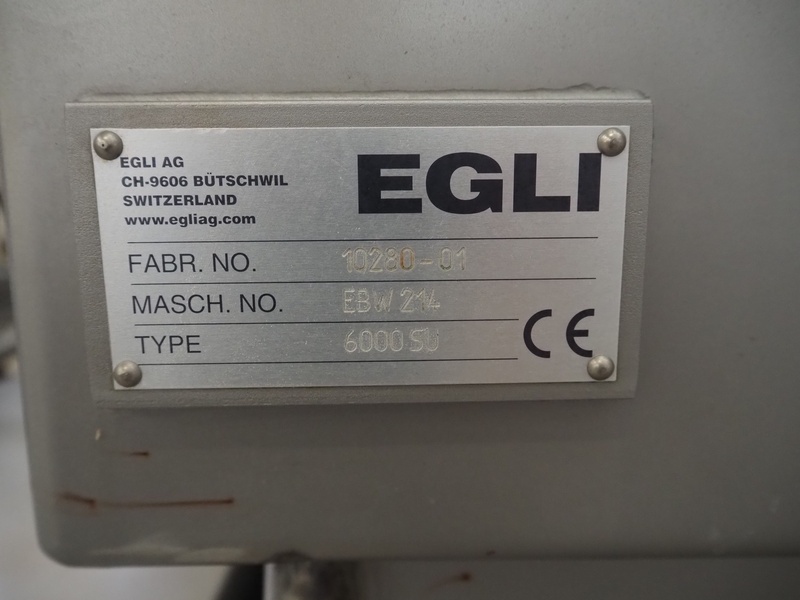 EGLI AG
CH-9606 BÜTSCHWIL
SWITZERLAND
www.egliag.com
EGLI
FABR. NO. 10280-01
MASCH. NO. EBW 214
TYPE 6000 SU
CE